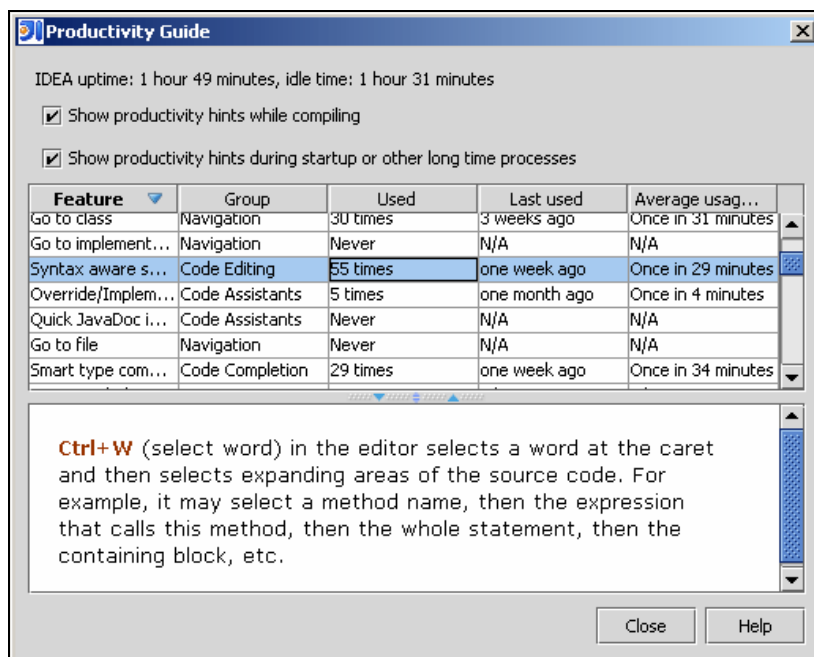 Productivity Guide
IDEA uptime: 1 hour 49 minutes, idle time: 1 hour 31 minutes
Show productivity hints while compiling
Show productivity hints during startup or other long time processes
Feature Group Used Last used Average usag...
Go to class Navigation 30 times 3 weeks ago Once in 31 minutes
Go to implement... Navigation Never N/A N/A
Syntax aware s... Code Editing 55 times one week ago Once in 29 minutes
Override/Implem... Code Assistants 5 times one month ago Once in 4 minutes
Quick JavaDoc i... Code Assistants Never N/A N/A
Go to file Navigation Never N/A N/A
Smart type com... Code Completion 29 times one week ago Once in 34 minutes
Ctrl+W (select word) in the editor selects a word at the caret
and then selects expanding areas of the source code. For
example, it may select a method name, then the expression
that calls this method, then the whole statement, then the
containing block, etc.
Close Help